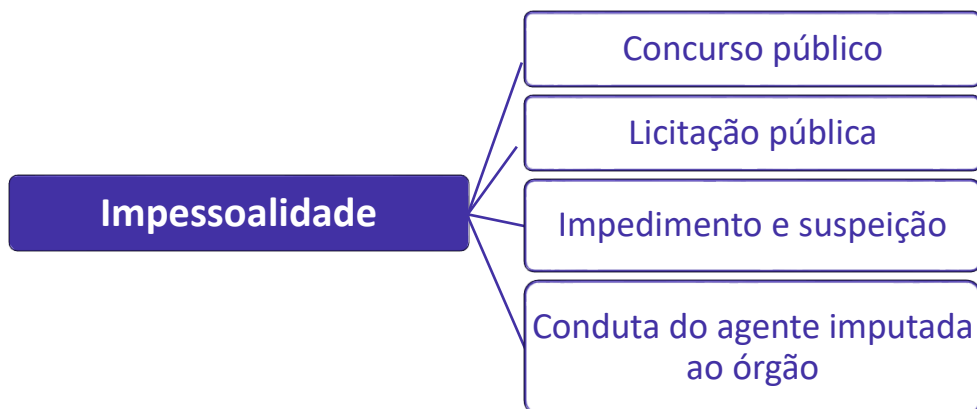 Concurso público
Licitação pública
Impessoalidade
Impedimento e suspeição
Conduta do agente imputada
ao órgão